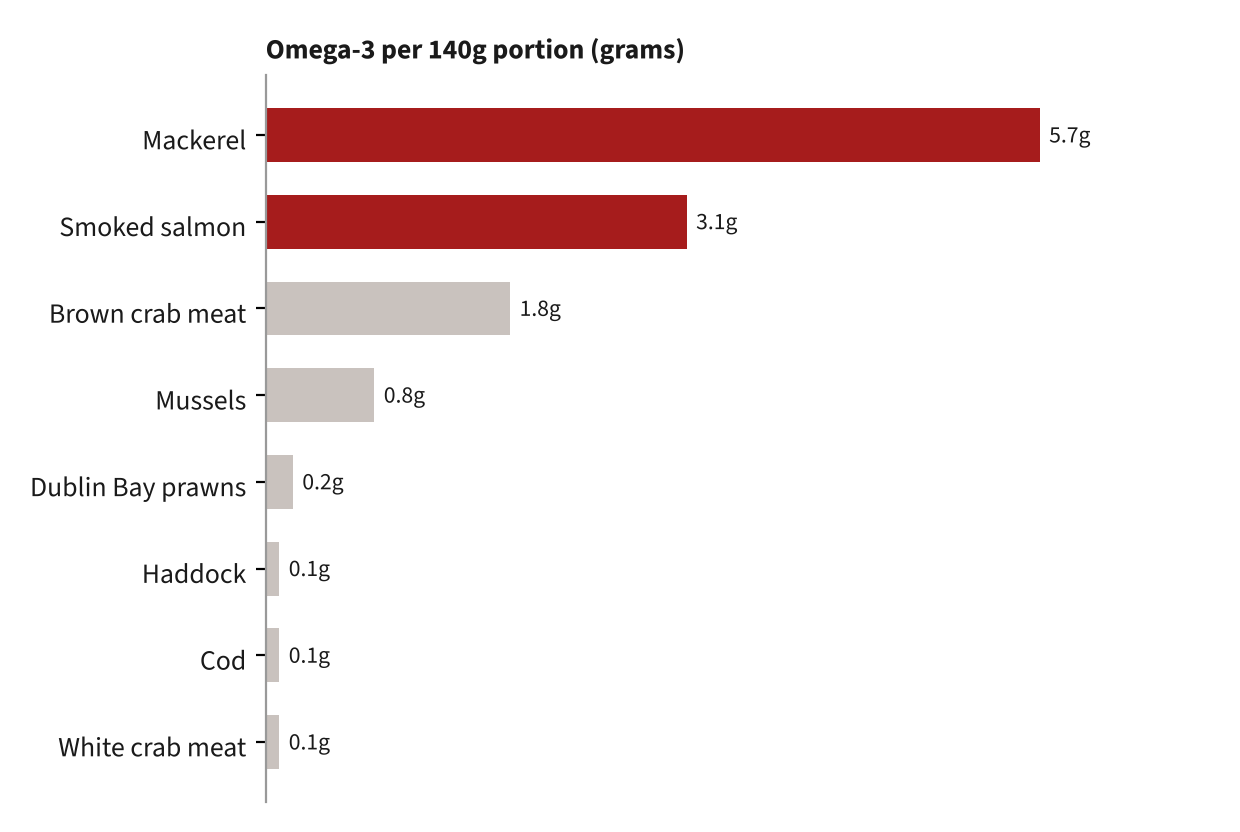 Omega-3 per 140g portion (grams)
Mackerel 5.7g
Smoked salmon 3.1g
Brown crab meat 1.8g
Mussels 0.8g
Dublin Bay prawns 0.2g
Haddock 0.1g
Cod 0.1g
White crab meat 0.1g